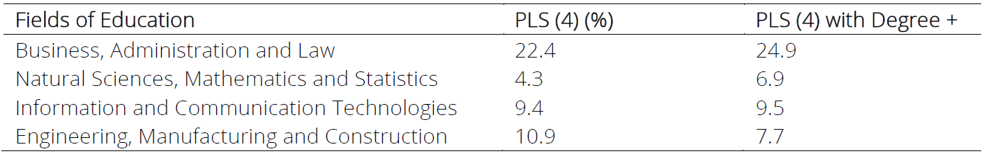 Fields of Education PLS (4) (%) PLS (4) with Degree +
Business, Administration and Law 22.4 24.9
Natural Sciences, Mathematics and Statistics 4.3 6.9
Information and Communication Technologies 9.4 9.5
Engineering, Manufacturing and Construction 10.9 7.7